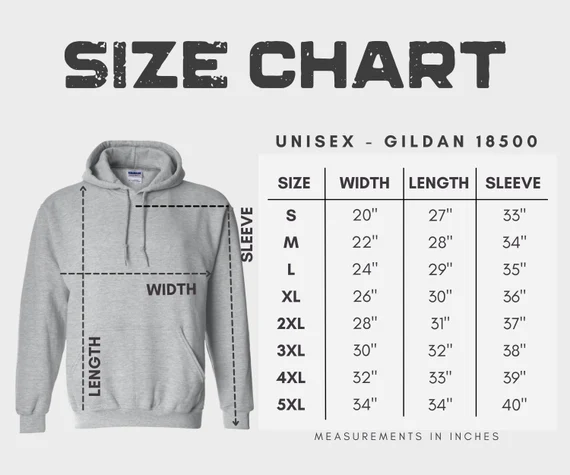 SIZE CHART
UNISEX - GILDAN 18500
SIZE WIDTH LENGTH SLEEVE
S 20" 27" 33"
M 22" 28" 34"
L 24" 29" 35"
XL 26" 30" 36"
2XL 28" 31" 37"
3XL 30" 32" 38"
4XL 32" 33" 39"
5XL 34" 34" 40"
MEASUREMENTS IN INCHES
SLEEVE
WIDTH
LENGTH